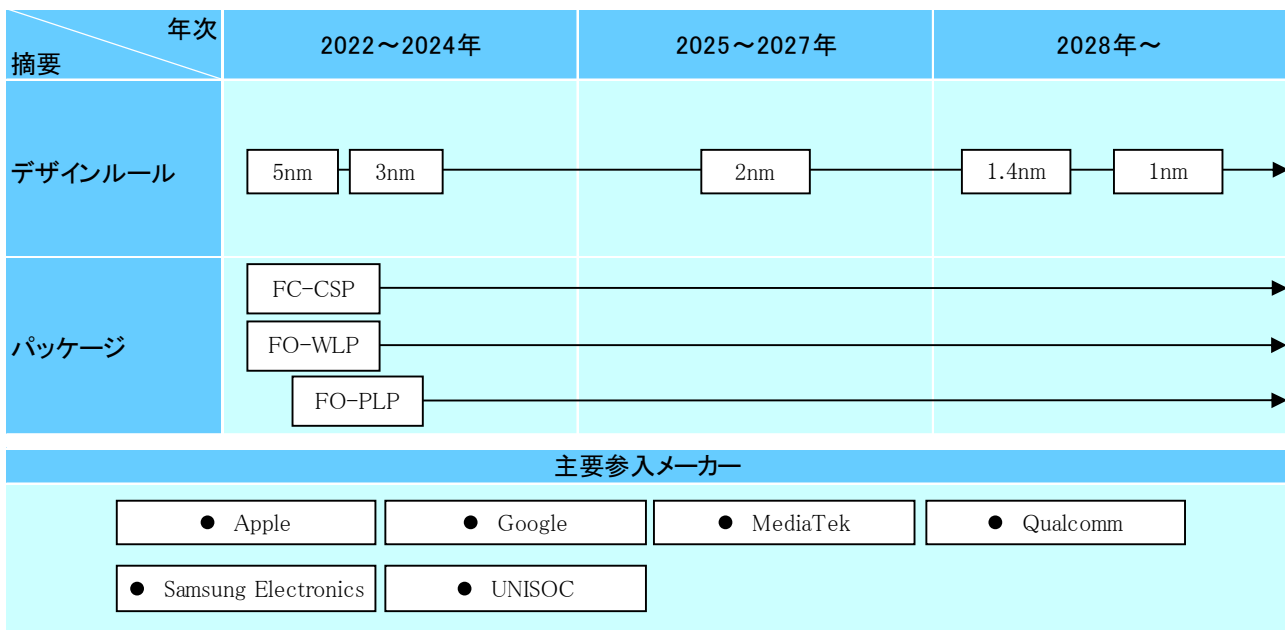 年次
摘要
2022～2024年
2025～2027年
2028年～
デザインルール
5nm
3nm
2nm
1.4nm
1nm
パッケージ
FC-CSP
FO-WLP
FO-PLP
主要参入メーカー
● Apple
● Google
● MediaTek
● Qualcomm
● Samsung Electronics
● UNISOC